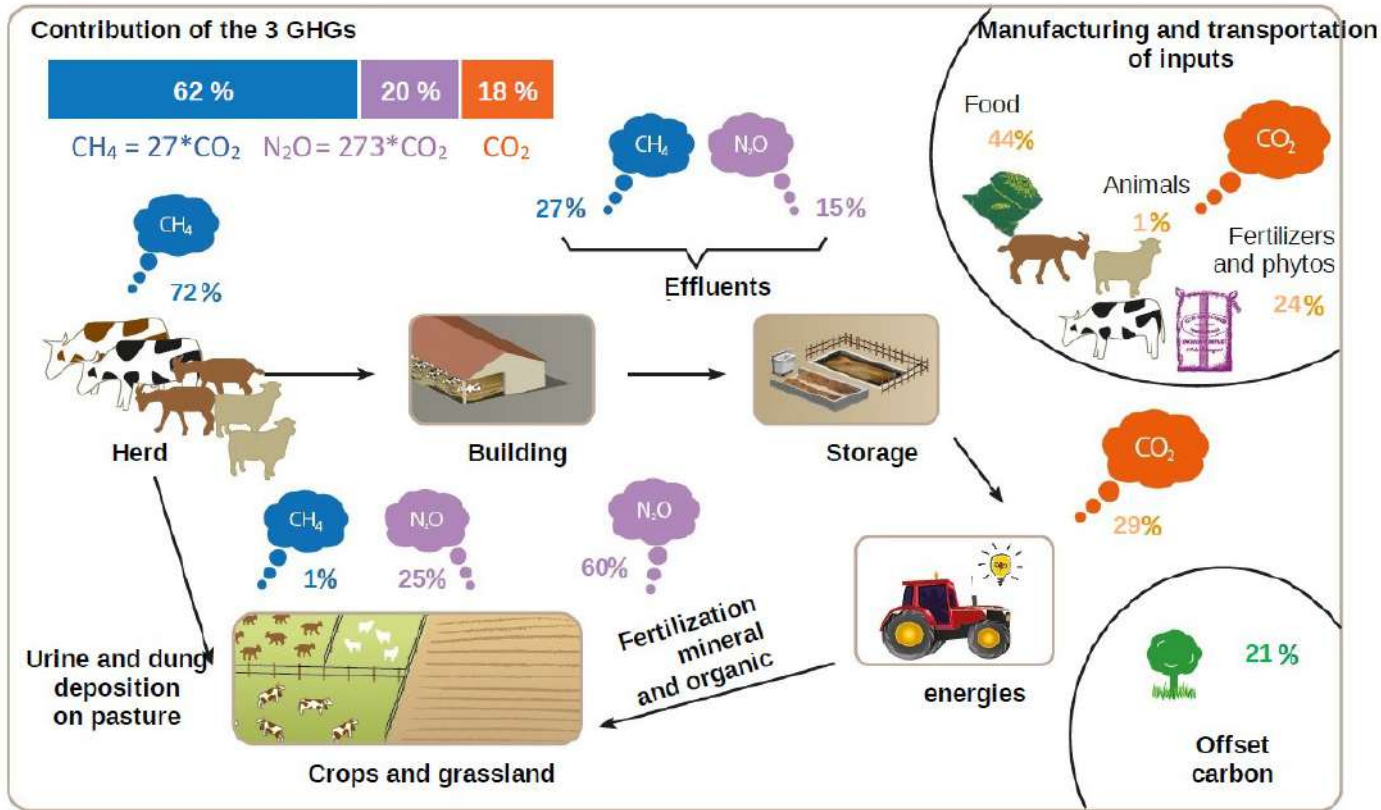 Contribution of the 3 GHGs
62 %
20 %
18 %
CH₄ = 27*CO₂
N₂O = 273*CO₂
CO₂
Manufacturing and transportation
of inputs
Food
44%
CO₂
Animals
1%
Fertilizers
and phytos
24%
CH₄
N₂O
27%
15%
Effluents
CH₄
72%
Herd
Building
Storage
CO₂
29%
CH₄
1%
N₂O
25%
N₂O
60%
Urine and dung
deposition
on pasture
Fertilization
mineral
and organic
energies
Crops and grassland
21 %
Offset
carbon